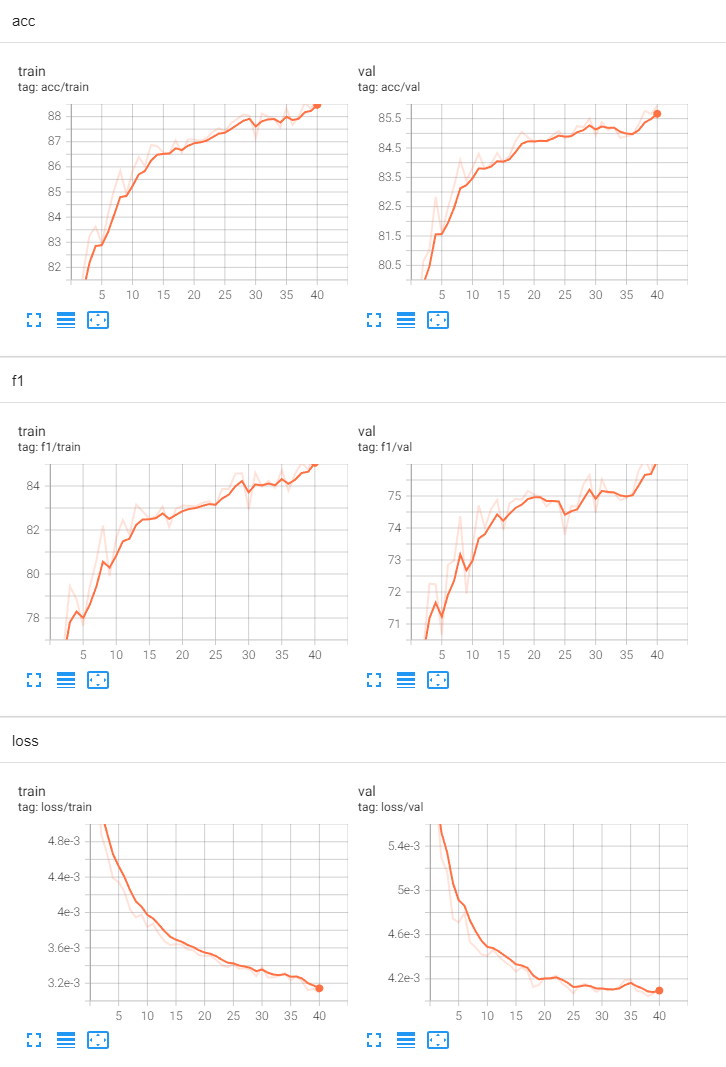 acc
train
tag: acc/train
88
87
86
85
84
83
82
5 10 15 20 25 30 35 40
val
tag: acc/val
85.5
84.5
83.5
82.5
81.5
80.5
5 10 15 20 25 30 35 40
f1
train
tag: f1/train
84
82
80
78
5 10 15 20 25 30 35 40
val
tag: f1/val
75
74
73
72
71
5 10 15 20 25 30 35 40
loss
train
tag: loss/train
4.8e-3
4.4e-3
4e-3
3.6e-3
3.2e-3
5 10 15 20 25 30 35 40
val
tag: loss/val
5.4e-3
5e-3
4.6e-3
4.2e-3
5 10 15 20 25 30 35 40